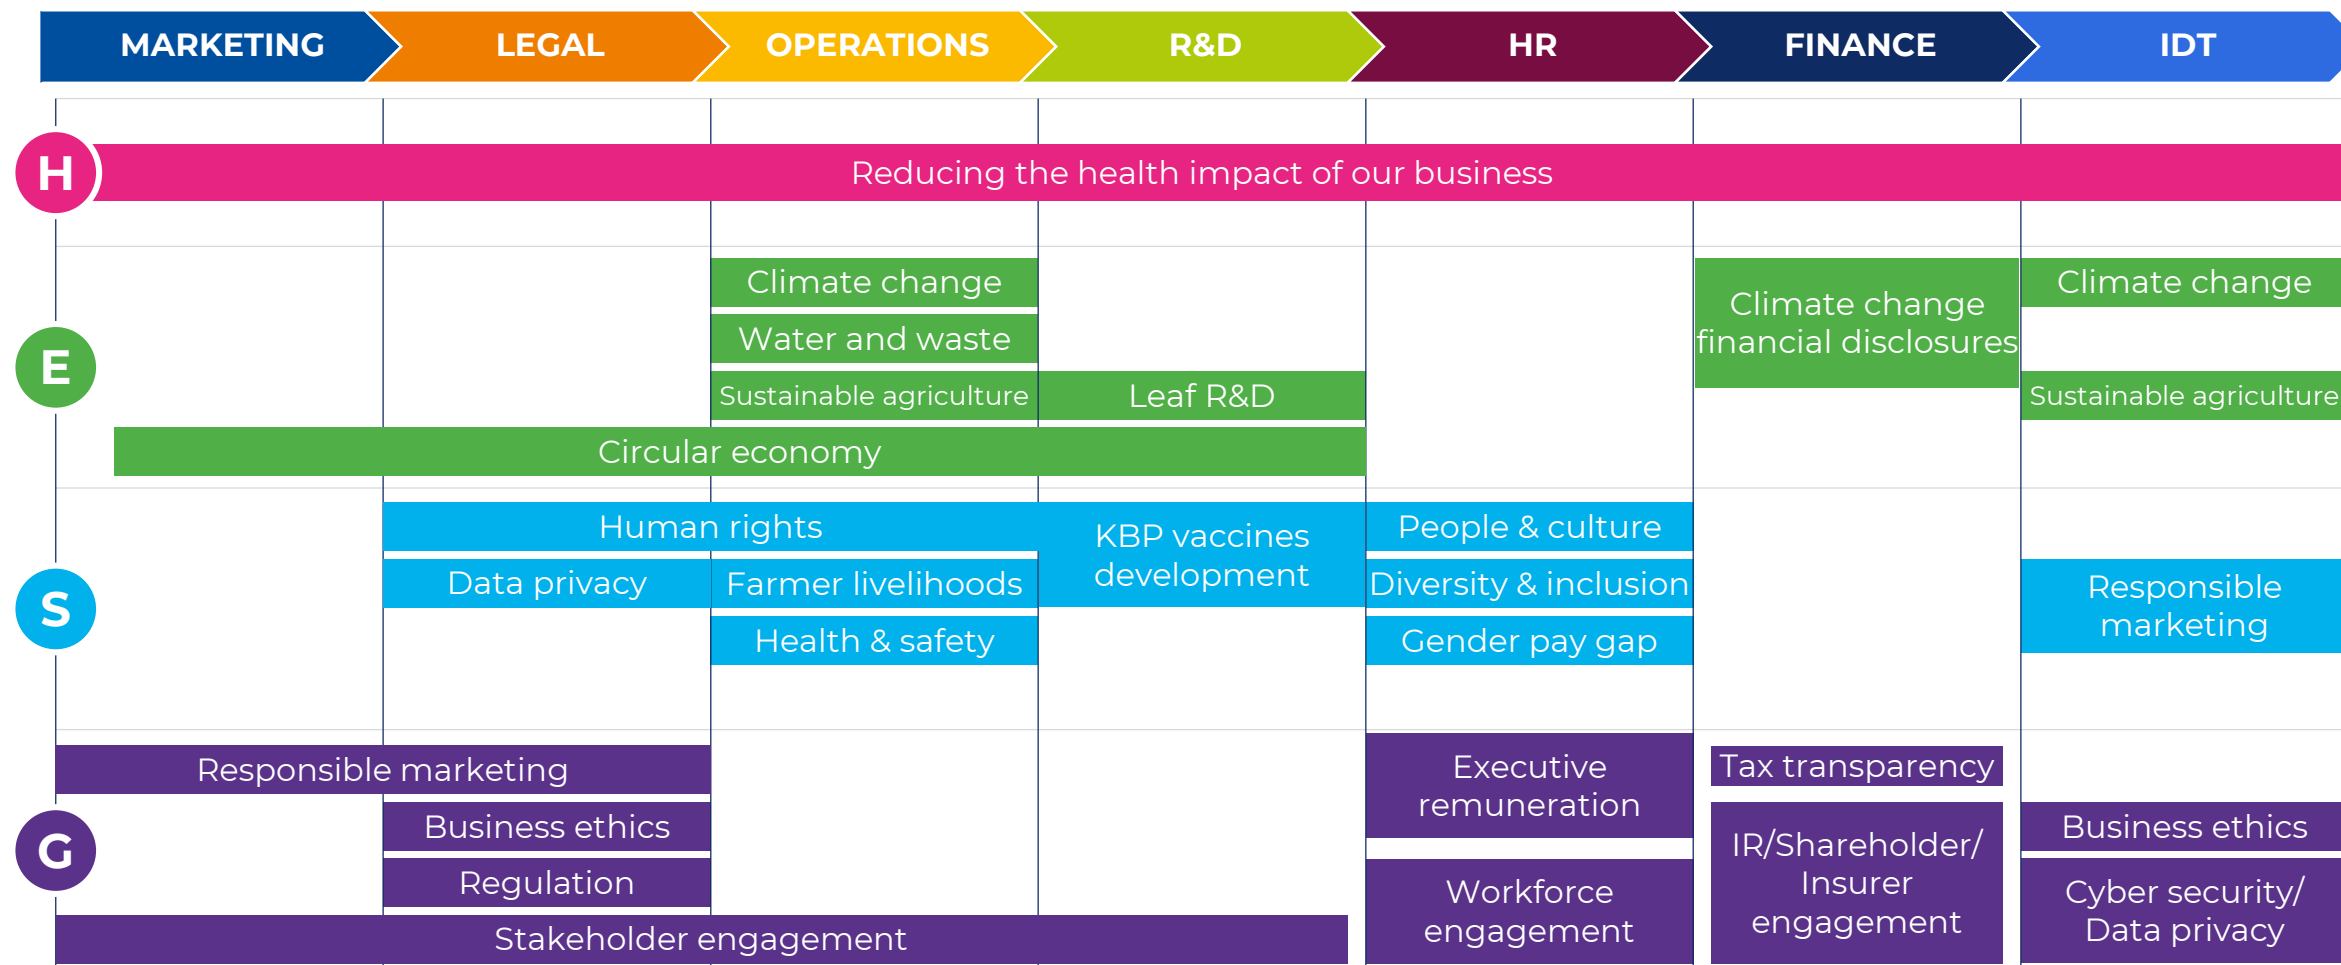 MARKETING
LEGAL
OPERATIONS
R&D
HR
FINANCE
IDT
H
Reducing the health impact of our business
E
Climate change
Water and waste
Sustainable agriculture
Leaf R&D
Circular economy
Climate change
financial disclosures
Climate change
Sustainable agriculture
S
Human rights
Data privacy
Farmer livelihoods
Health & safety
KBP vaccines
development
People & culture
Diversity & inclusion
Gender pay gap
Responsible
marketing
G
Responsible marketing
Business ethics
Regulation
Stakeholder engagement
Executive
remuneration
Workforce
engagement
Tax transparency
IR/Shareholder/
Insurer
engagement
Business ethics
Cyber security/
Data privacy